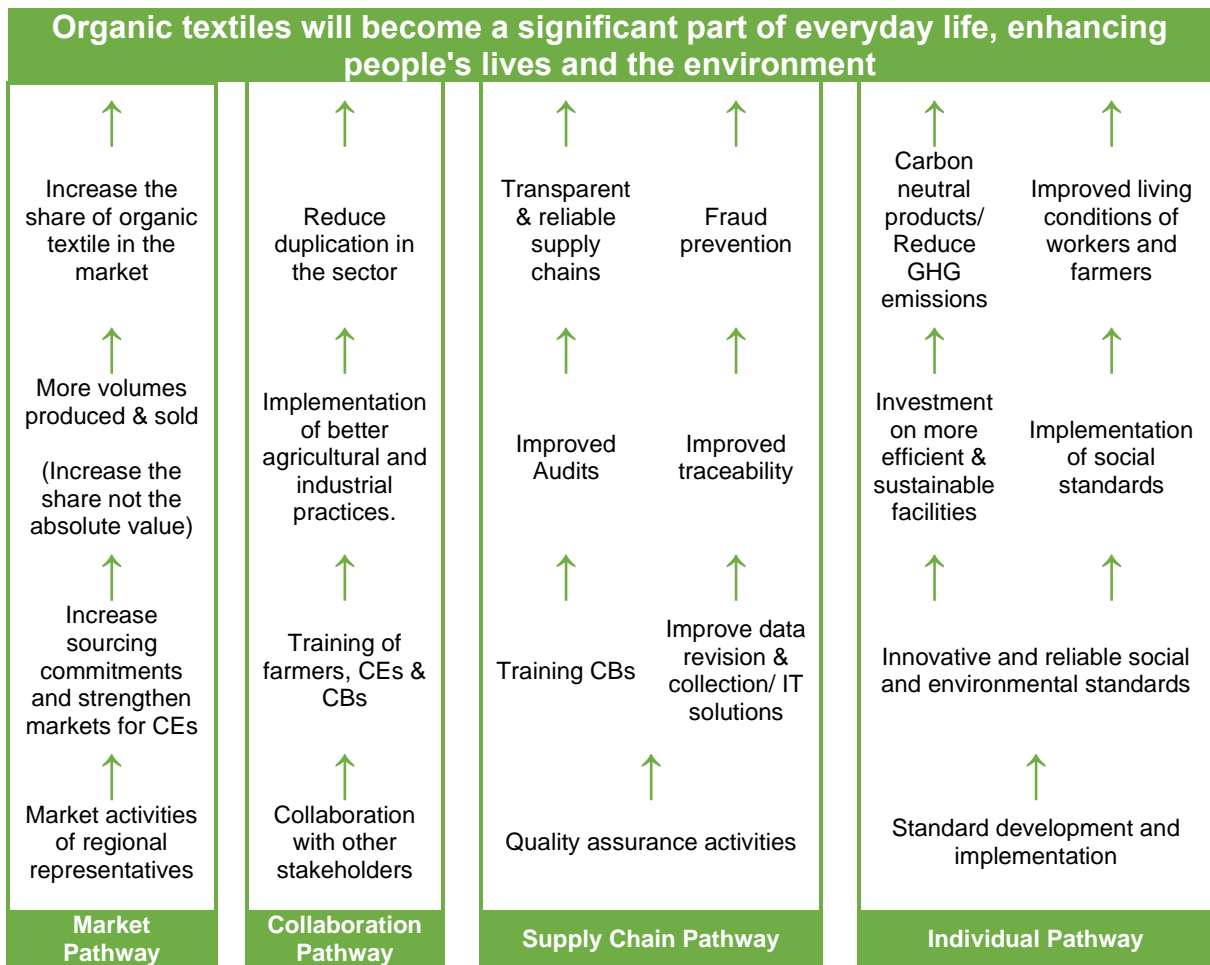 Organic textiles will become a significant part of everyday life, enhancing
people's lives and the environment
Increase the
share of organic
textile in the
market
More volumes
produced & sold
(Increase the
share not the
absolute value)
Increase
sourcing
commitments
and strengthen
markets for CEs
Market activities
of regional
representatives
Market
Pathway
Reduce
duplication in
the sector
Implementation
of better
agricultural and
industrial
practices.
Training of
farmers, CEs &
CBs
Collaboration
with other
stakeholders
Collaboration
Pathway
Transparent
& reliable
supply
chains
Fraud
prevention
Improved
Audits
Improved
traceability
Training CBs
Improve data
revision &
collection/ IT
solutions
Quality assurance activities
Supply Chain Pathway
Carbon
neutral
products/
Reduce
GHG
emissions
Improved living
conditions of
workers and
farmers
Investment
on more
efficient &
sustainable
facilities
Implementation
of social
standards
Innovative and reliable social
and environmental standards
Standard development and
implementation
Individual Pathway